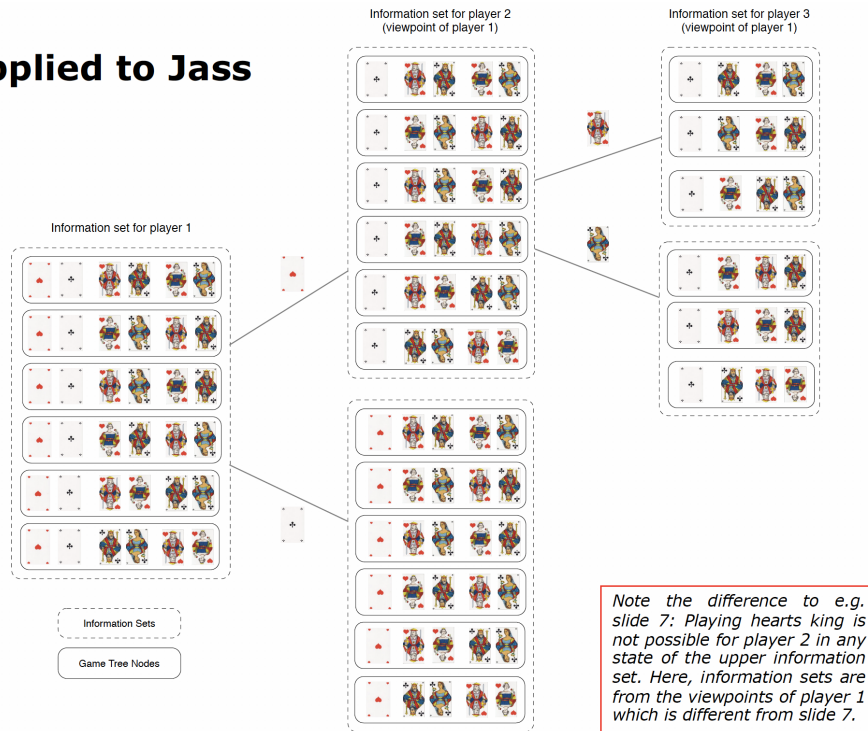 pplied to Jass
Information set for player 2
(viewpoint of player 1)
Information set for player 3
(viewpoint of player 1)
Information set for player 1
Information Sets
Game Tree Nodes
Note the difference to e.g.
slide 7: Playing hearts king is
not possible for player 2 in any
state of the upper information
set. Here, information sets are
from the viewpoints of player 1
which is different from slide 7.